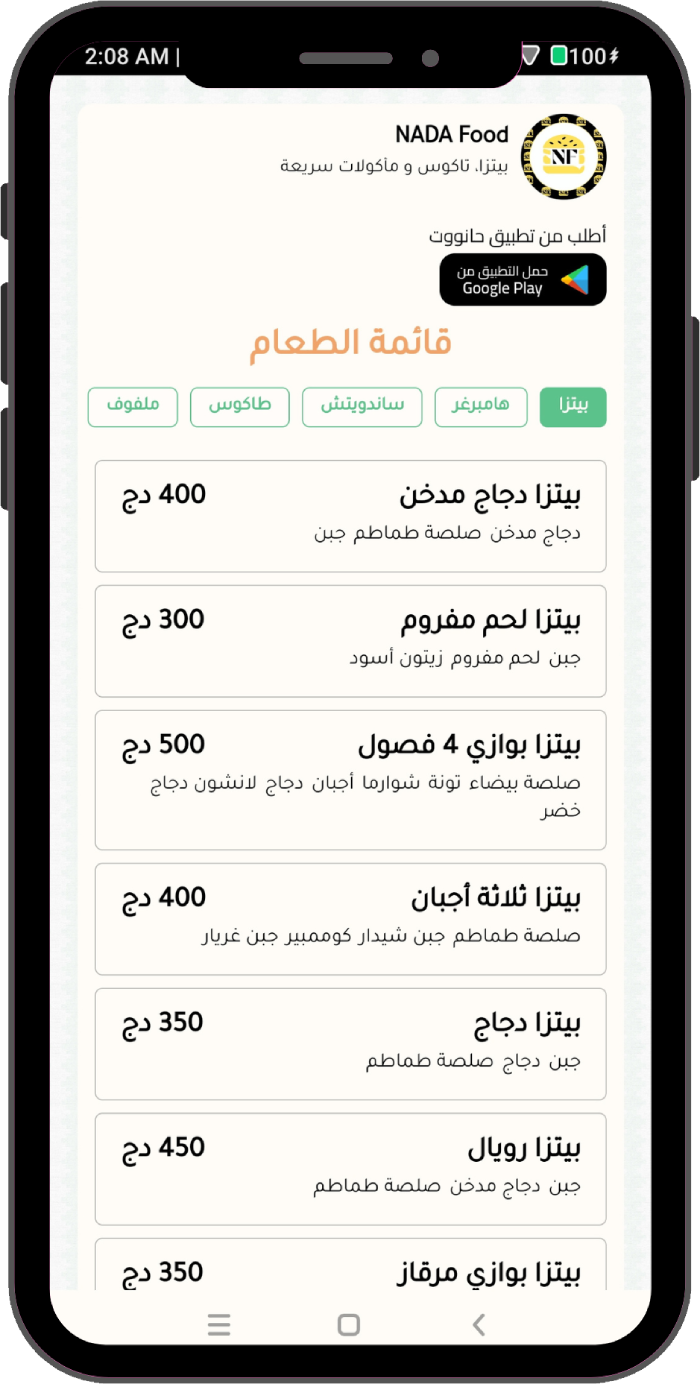 2:08 AM |
100
NADA Food
NF
بيتزا، تاكوس و مأكولات سريعة
أطلب من تطبيق حانووت
حمل التطبيق من
Google Play
قائمة الطعام
بيتزا هامبرغر ساندويتش طاكوس ملفوف
بيتزا دجاج مدخن 400 دج
دجاج مدخن صلصة طماطم جبن
بيتزا لحم مفروم 300 دج
جبن لحم مفروم زيتون أسود
بيتزا بوازي 4 فصول 500 دج
صلصة بيضاء تونة شوارما أجبان دجاج لانشون دجاج
خضر
بيتزا ثلاثة أجبان 400 دج
صلصة طماطم جبن شيدار كوممبير جبن غريار
بيتزا دجاج 350 دج
جبن دجاج صلصة طماطم
بيتزا رويال 450 دج
جبن دجاج مدخن صلصة طماطم
بيتزا بوازي مرقاز 350 دج